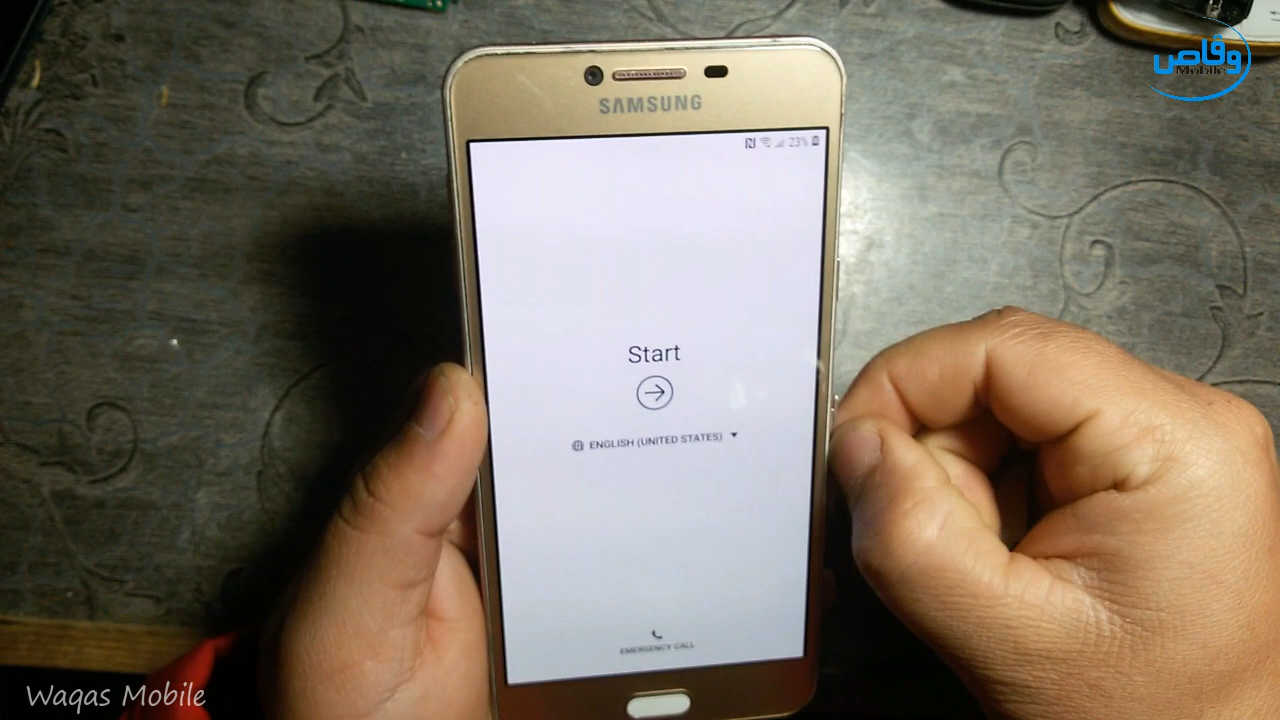 وقاص
Mobile
SAMSUNG
23%
Start
ENGLISH (UNITED STATES)
EMERGENCY CALL
Waqas Mobile